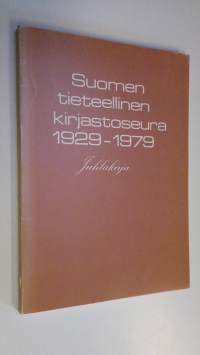 Suomen
tieteellinen
kirjastoseura
1929-1979
Juhlakirja